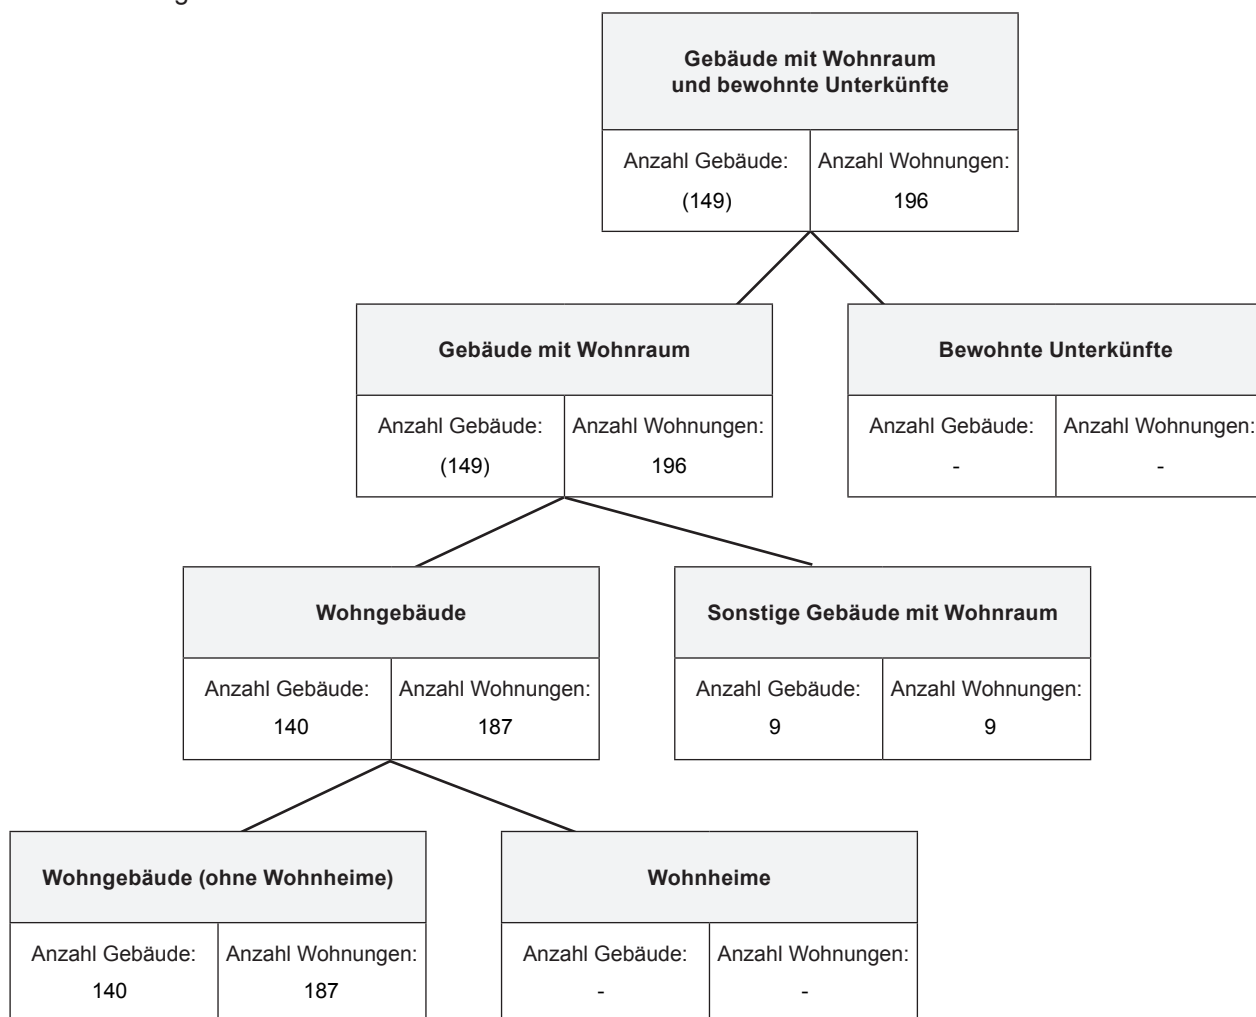 Gebäude mit Wohnraum
und bewohnte Unterkünfte
Anzahl Gebäude: Anzahl Wohnungen:
(149) 196
Gebäude mit Wohnraum
Anzahl Gebäude: Anzahl Wohnungen:
(149) 196
Bewohnte Unterkünfte
Anzahl Gebäude: Anzahl Wohnungen:
- -
Wohngebäude
Anzahl Gebäude: Anzahl Wohnungen:
140 187
Sonstige Gebäude mit Wohnraum
Anzahl Gebäude: Anzahl Wohnungen:
9 9
Wohngebäude (ohne Wohnheime)
Anzahl Gebäude: Anzahl Wohnungen:
140 187
Wohnheime
Anzahl Gebäude: Anzahl Wohnungen:
- -